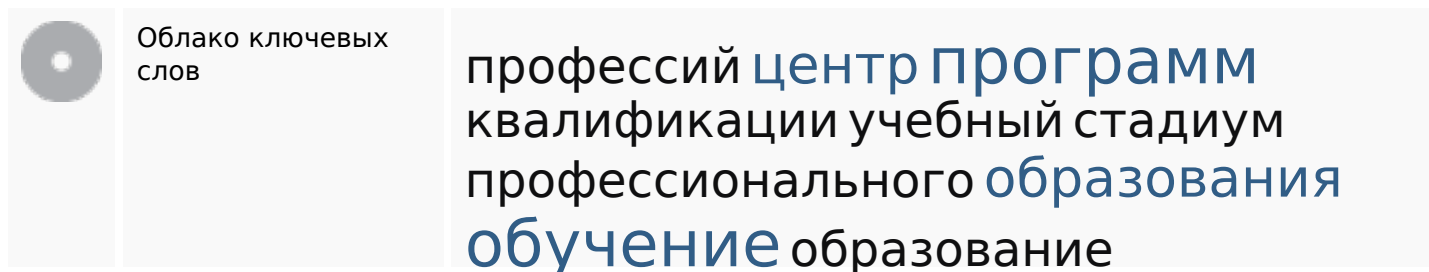 Облако ключевых
слов
профессий центр программ
квалификации учебный стадиум
профессионального образования
обучение образование